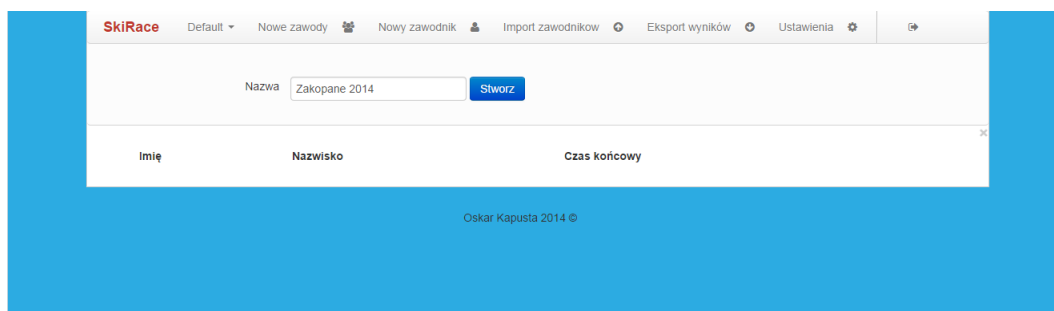 SkiRace Default Nowe zawody Nowy zawodnik Import zawodnikow Eksport wyników Ustawienia
Nazwa Zakopane 2014 Stworz
Imię Nazwisko Czas końcowy
Oskar Kapusta 2014 ©